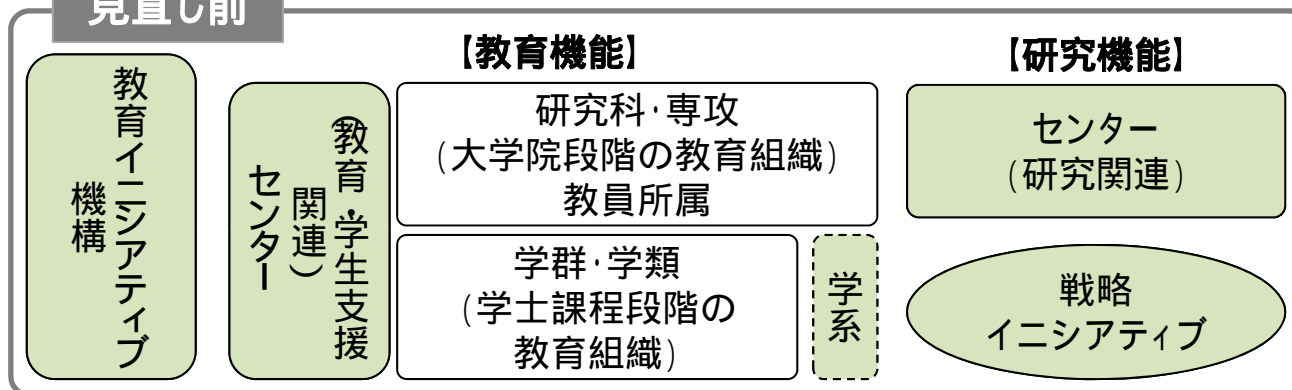 見直し前
教育イニシアティブ
機構
センター
(教育・学生支援
関連)
【教育機能】
研究科・専攻
(大学院段階の教育組織)
教員所属
学群・学類
(学士課程段階の
教育組織)
学系
【研究機能】
センター
(研究関連)
戦略
イニシアティブ